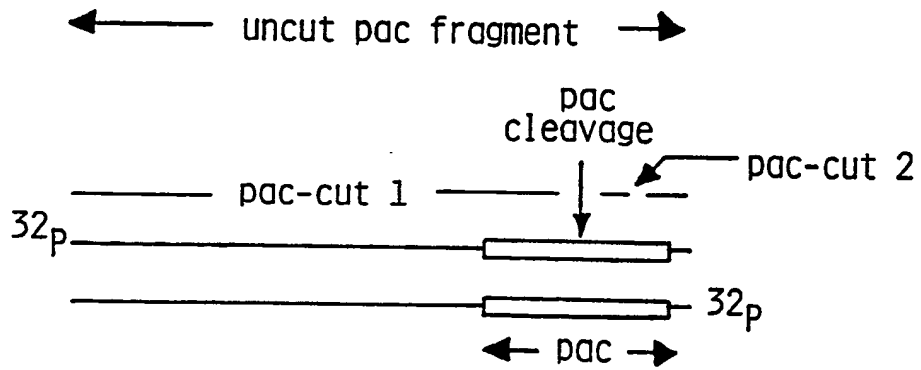 uncut pac fragment
pac
cleavage
pac-cut 2
pac-cut 1
32p
32p
pac